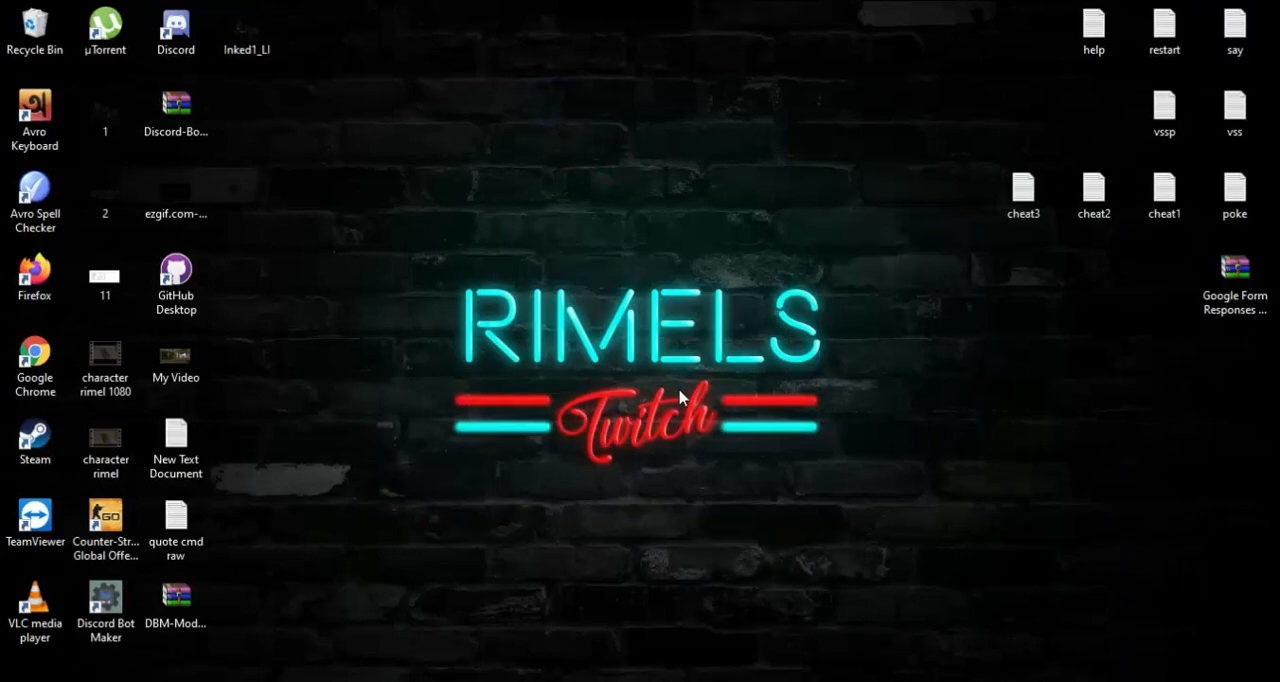 Recycle Bin
µTorrent
Discord
Inked1_LI
help
restart
say
Avro
Keyboard
1
Discord-Bo...
vssp
vss
Avro Spell
Checker
2
ezgif.com-...
cheat3
cheat2
cheat1
poke
Firefox
11
GitHub
Desktop
Google Form
Responses ...
RIMELS
Twitch
Google
Chrome
character
rimel 1080
My Video
Steam
character
rimel
New Text
Document
TeamViewer
GO
Counter-Str...
Global Offe...
quote cmd
raw
VLC media
player
Discord Bot
Maker
DBM-Mod...